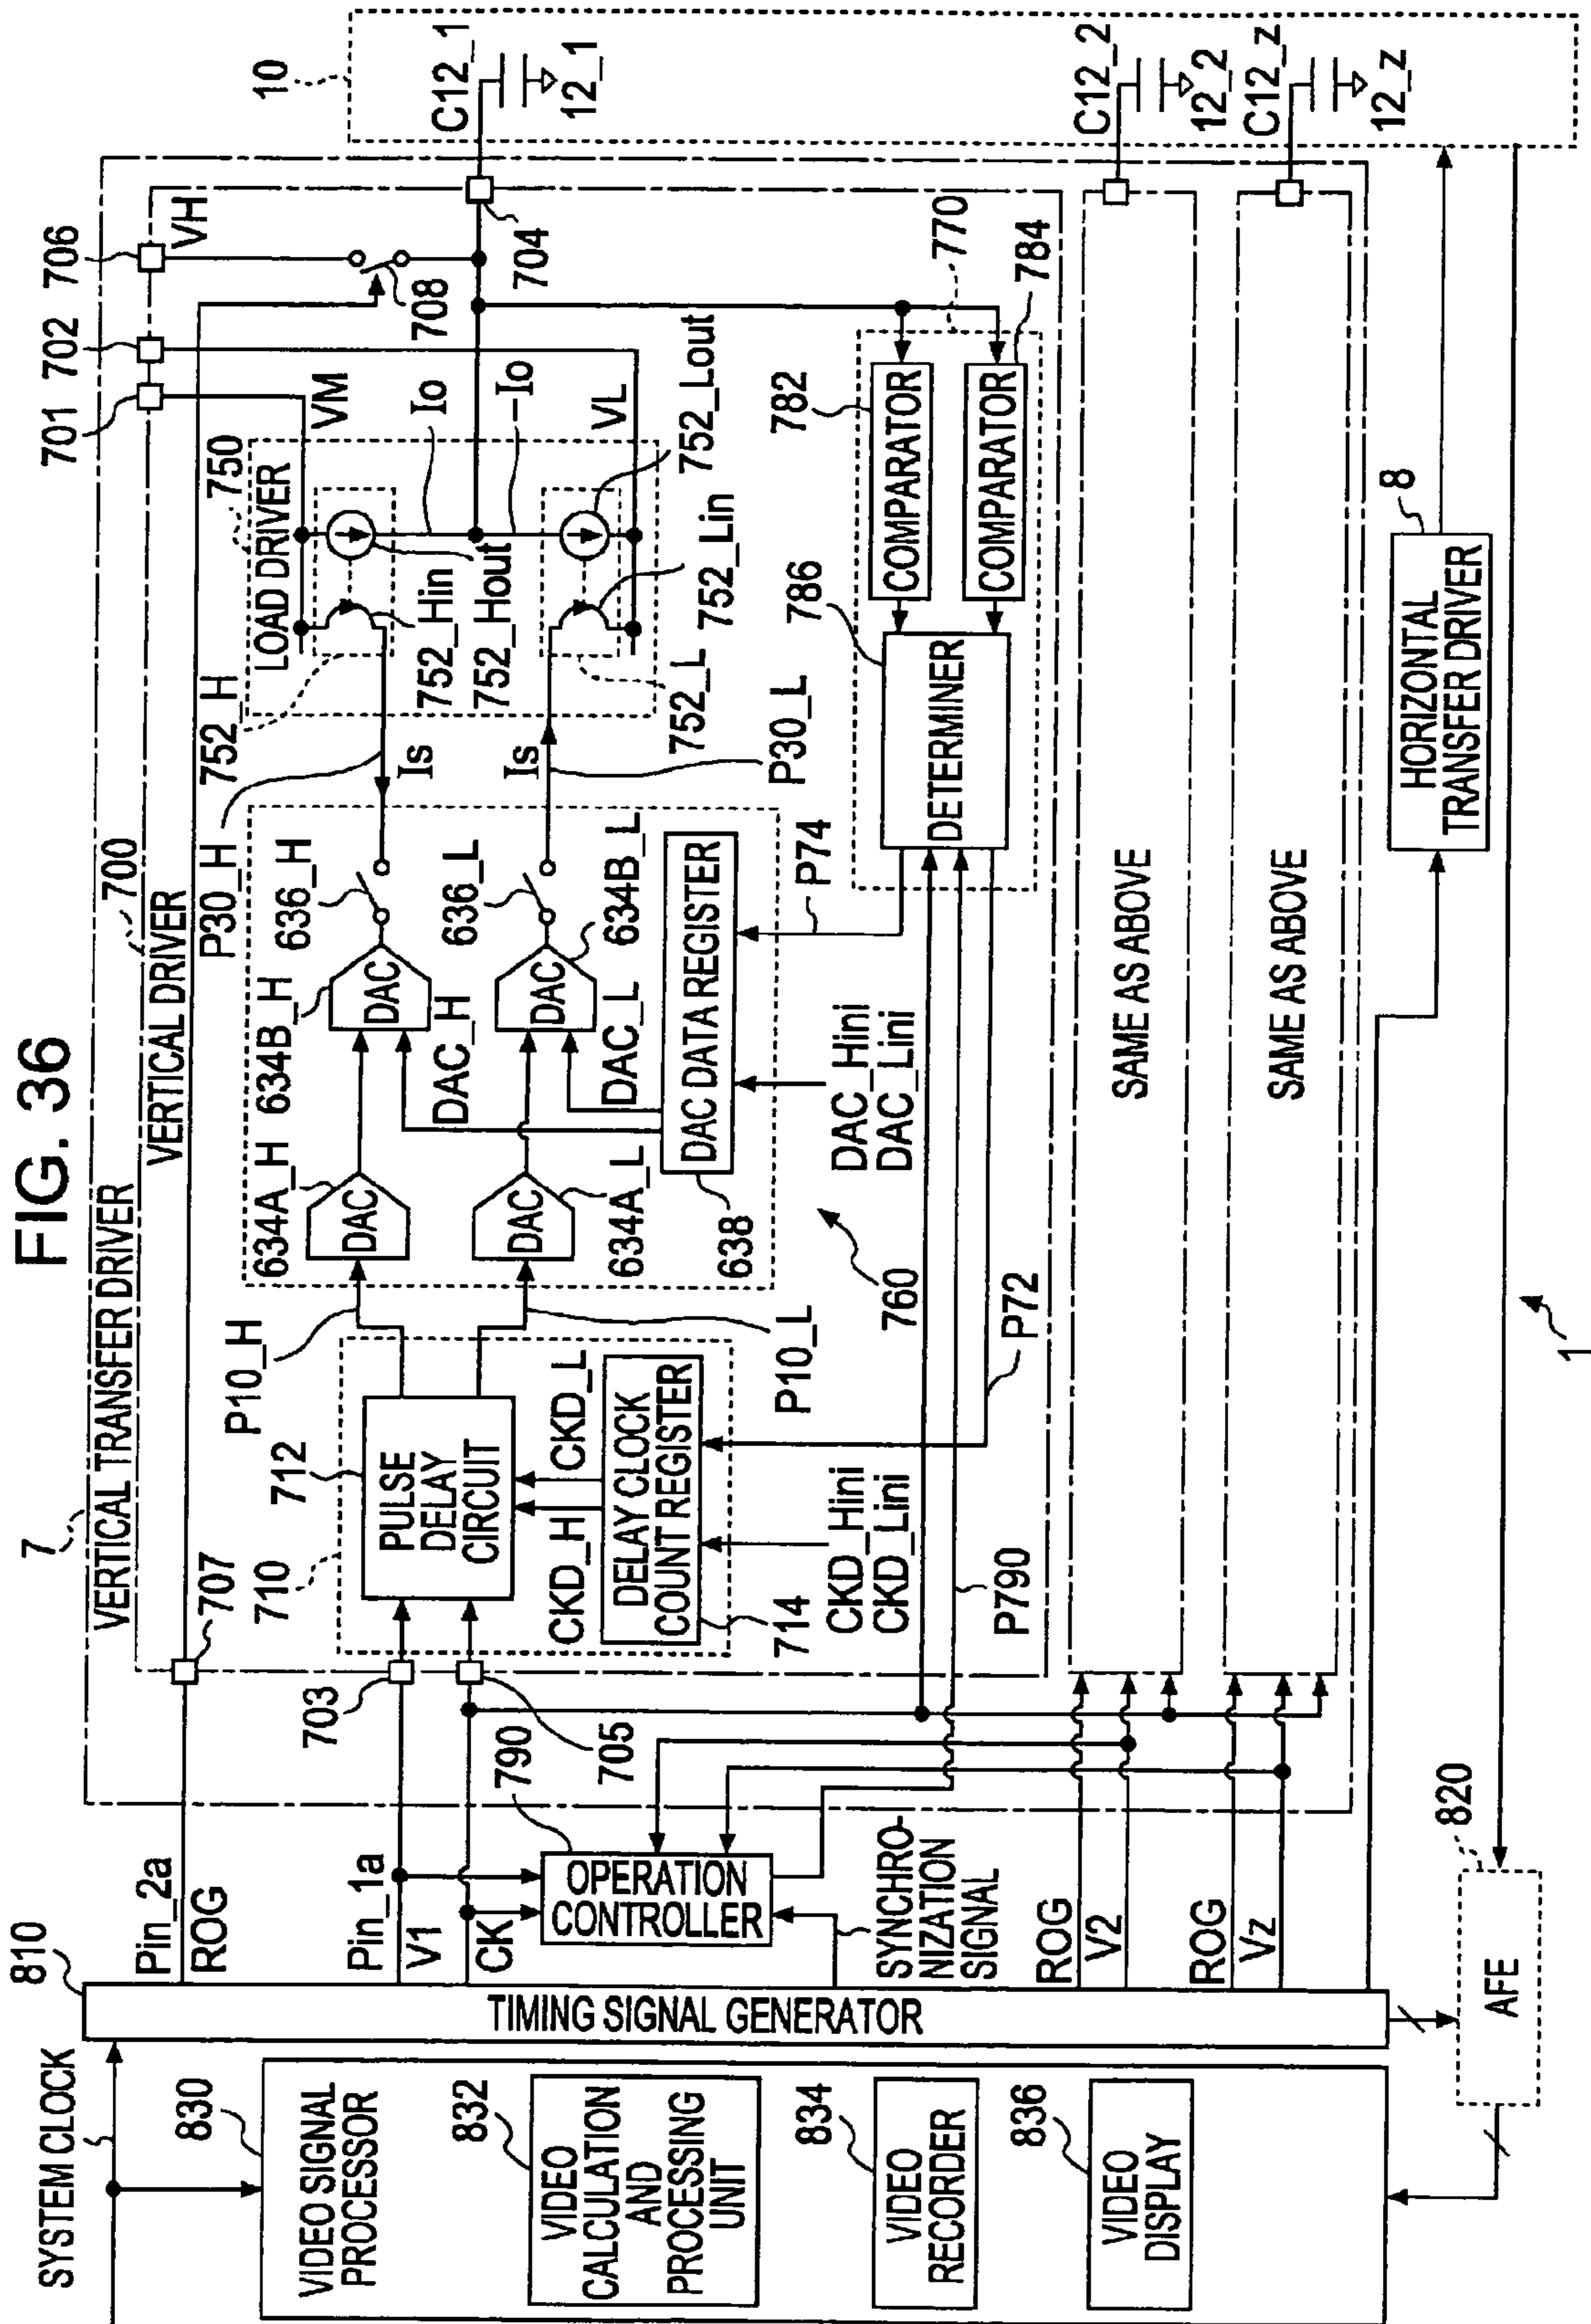 FIG. 36
7
VERTICAL TRANSFER DRIVER
700
VERTICAL DRIVER
701
702
706
10
SYSTEM CLOCK
810
Pin_2a
ROG
707
P30_H
752_H
750
LOAD DRIVER
VM
VH
708
704
C12_1
12_1
830
VIDEO SIGNAL
PROCESSOR
832
VIDEO
CALCULATION
AND
PROCESSING
UNIT
834
VIDEO
RECORDER
836
VIDEO
DISPLAY
TIMING SIGNAL GENERATOR
Pin_1a
V1
CK
790
OPERATION
CONTROLLER
SYNCHRO-
NIZATION
SIGNAL
703
705
710
712
PULSE
DELAY
CIRCUIT
CKD_H
CKD_L
DELAY CLOCK
COUNT REGISTER
714
CKD_Hini
CKD_Lini
P10_H
P10_L
634A_H
DAC
634B_H
DAC
636_H
DAC_H
634A_L
DAC
DAC_L
DAC
634B_L
636_L
DAC DATA REGISTER
638
DAC_Hini
DAC_Lini
760
Is
Is
P30_L
752_Hin
752_Hout
752_L
752_Lin
752_Lout
Io
-Io
VL
770
782
COMPARATOR
784
COMPARATOR
786
DETERMINER
P74
P72
P790
ROG
V2
SAME AS ABOVE
C12_2
12_2
ROG
Vz
SAME AS ABOVE
C12_z
12_z
8
HORIZONTAL
TRANSFER DRIVER
820
AFE
1